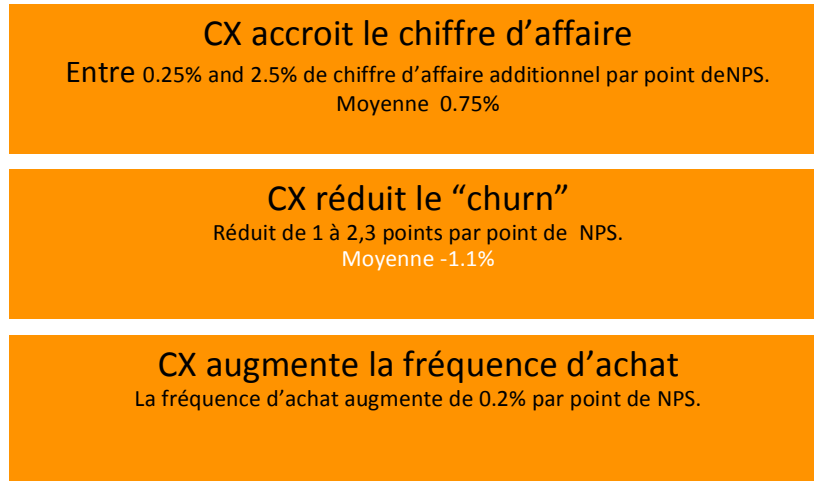 CX accroit le chiffre d’affaire
Entre 0.25% and 2.5% de chiffre d’affaire additionnel par point deNPS.
Moyenne 0.75%
CX réduit le “churn”
Réduit de 1 à 2,3 points par point de NPS.
Moyenne -1.1%
CX augmente la fréquence d’achat
La fréquence d’achat augmente de 0.2% par point de NPS.